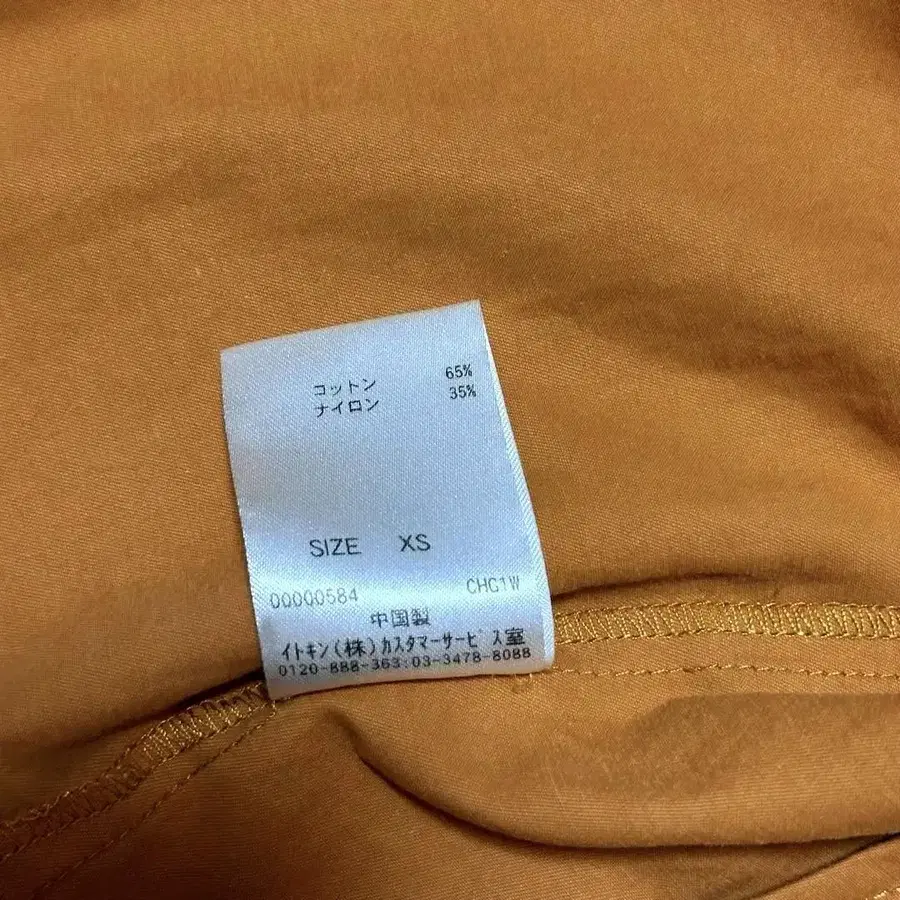 コットン 65%
ナイロン 35%
SIZE XS
00000584 CHG1W
中国製
イトキン(株)カスタマーサービス室
0120-888-363:03-3478-8088